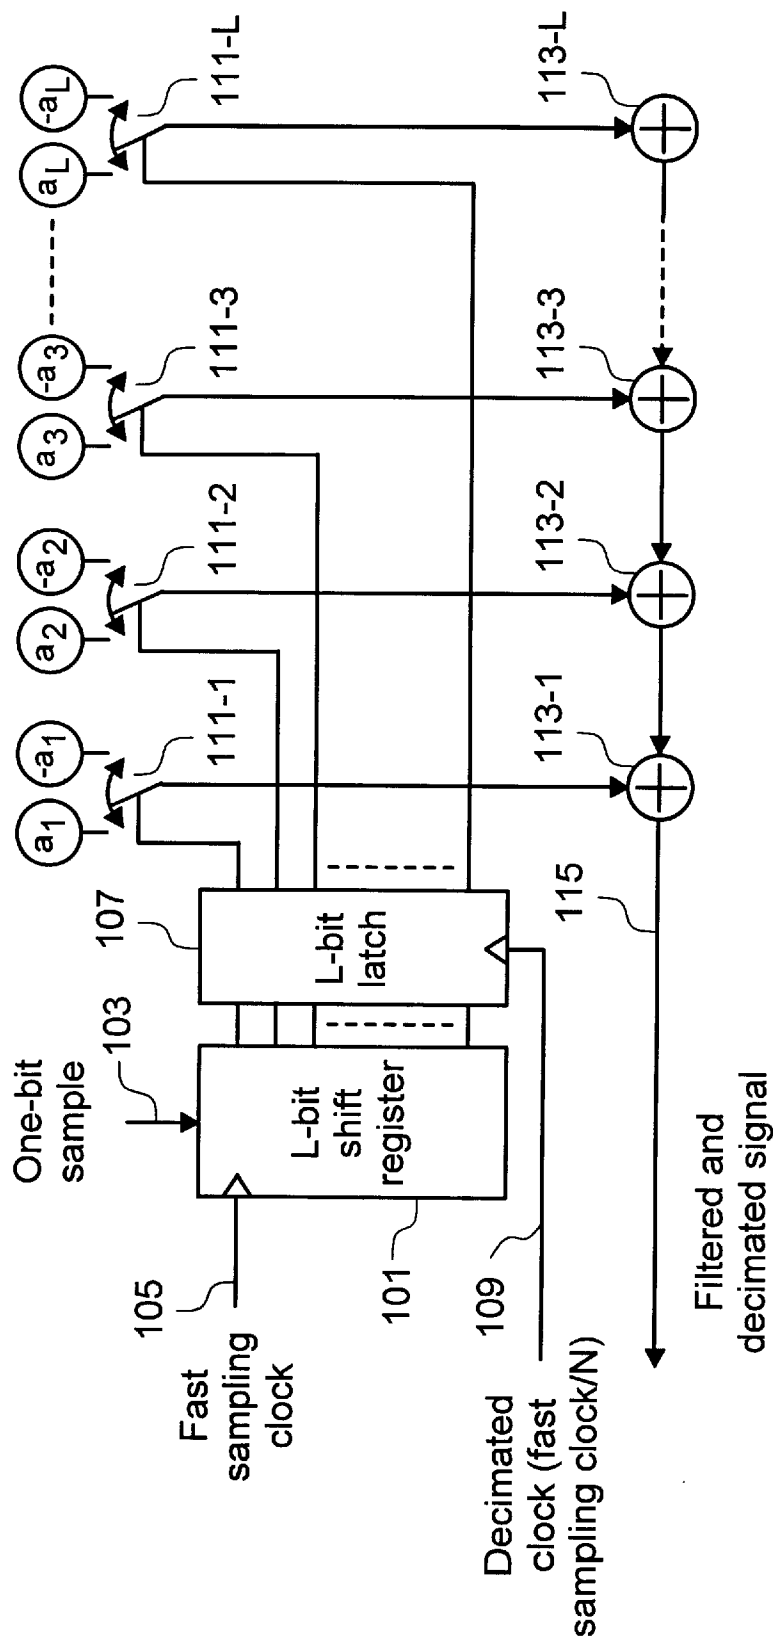 a1
-a1
a2
-a2
a3
-a3
aL
-aL
111-1
111-2
111-3
111-L
One-bit
sample
103
107
Fast
sampling
clock
105
L-bit
shift
register
L-bit
latch
101
109
Decimated
clock (fast
sampling clock/N)
113-1
113-2
113-3
113-L
115
Filtered and
decimated signal